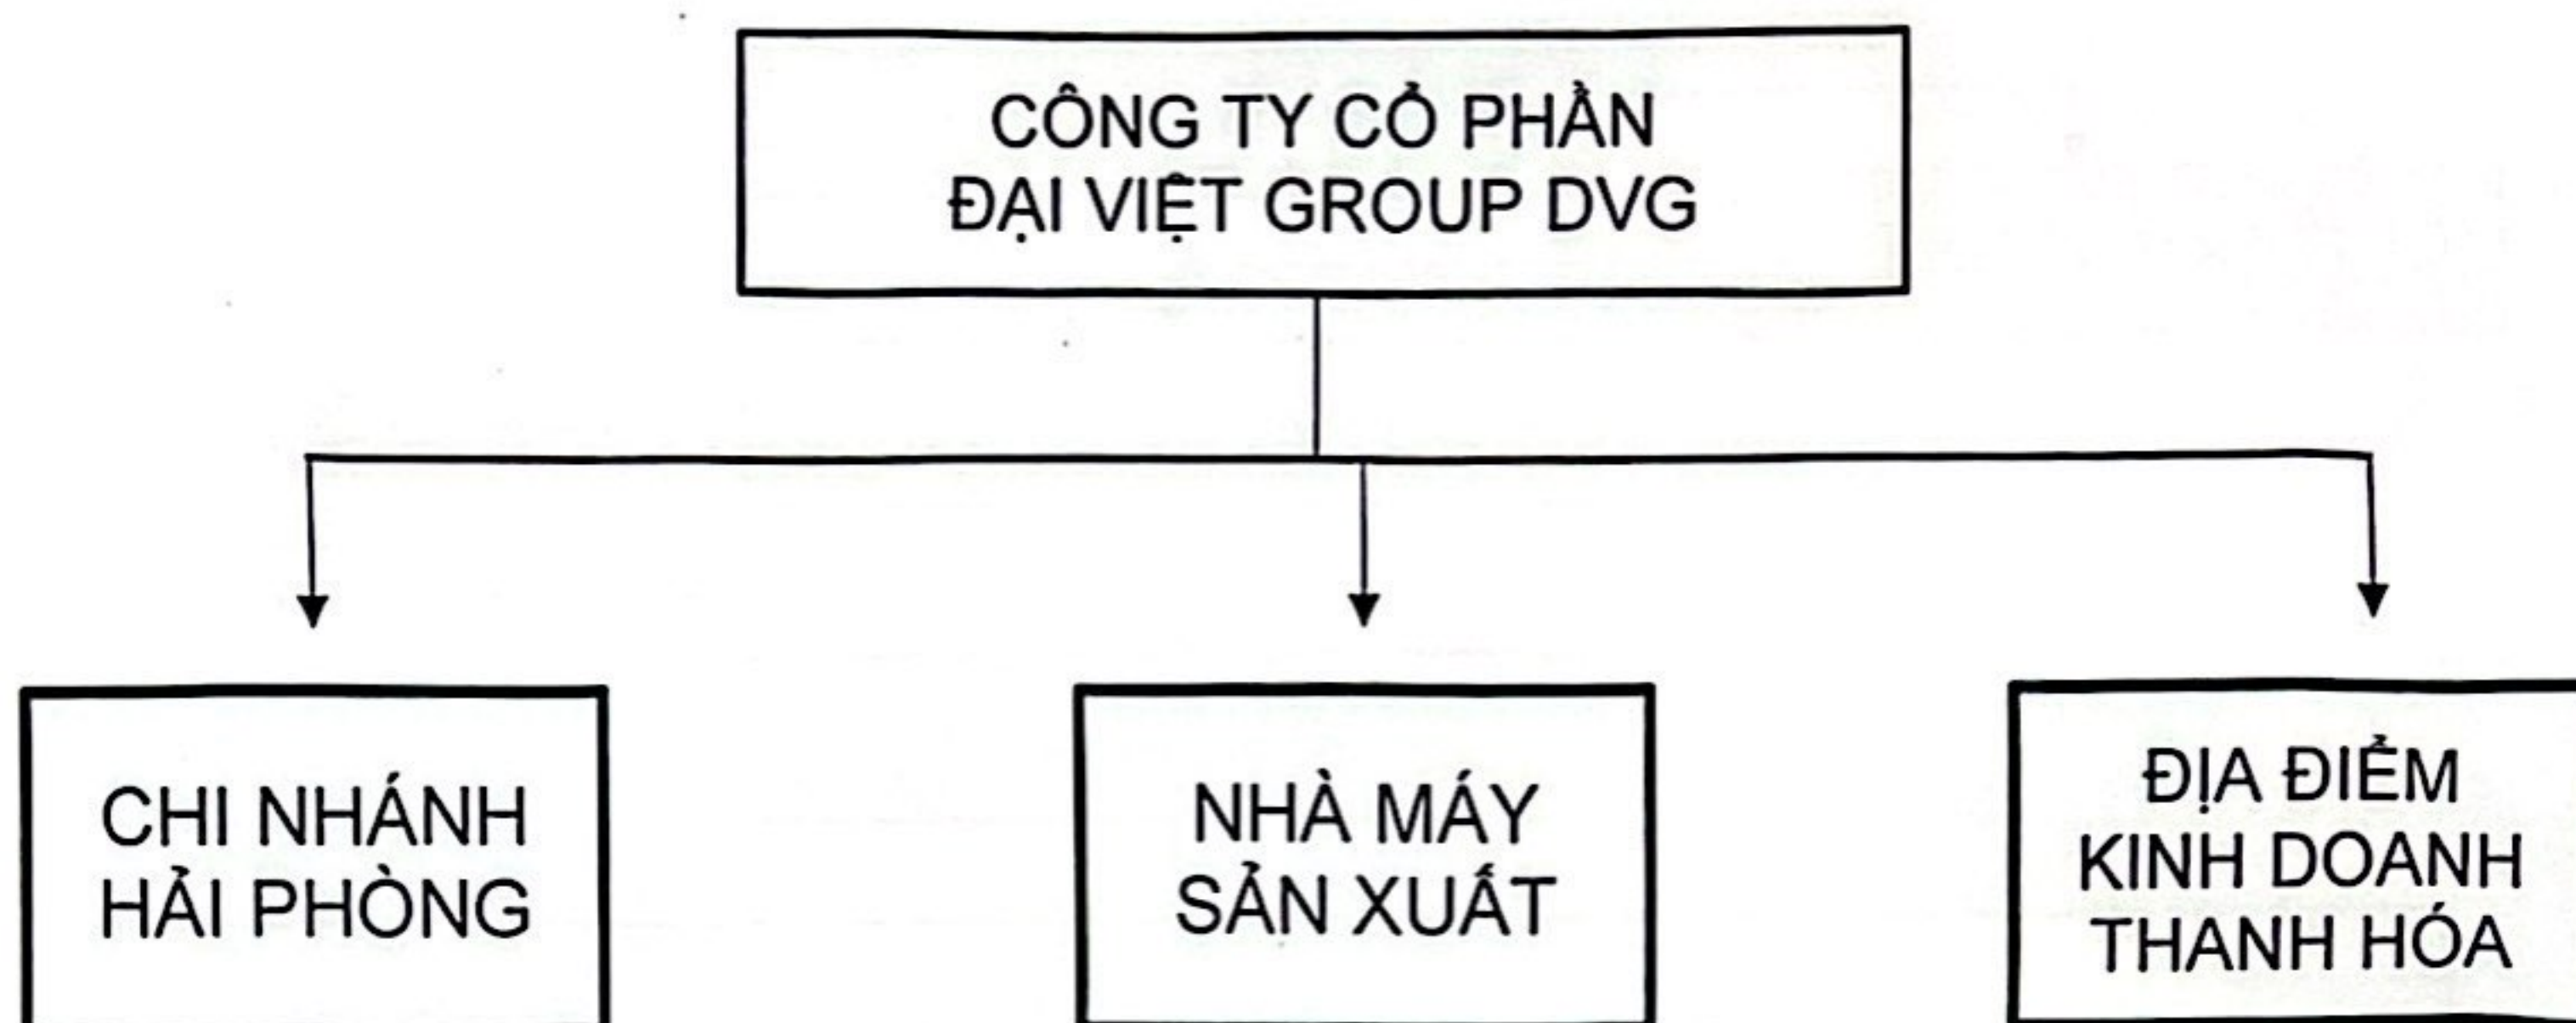 CÔNG TY CỔ PHẦN
ĐẠI VIỆT GROUP DVG
CHI NHÁNH
HẢI PHÒNG
NHÀ MÁY
SẢN XUẤT
ĐỊA ĐIỂM
KINH DOANH
THANH HÓA